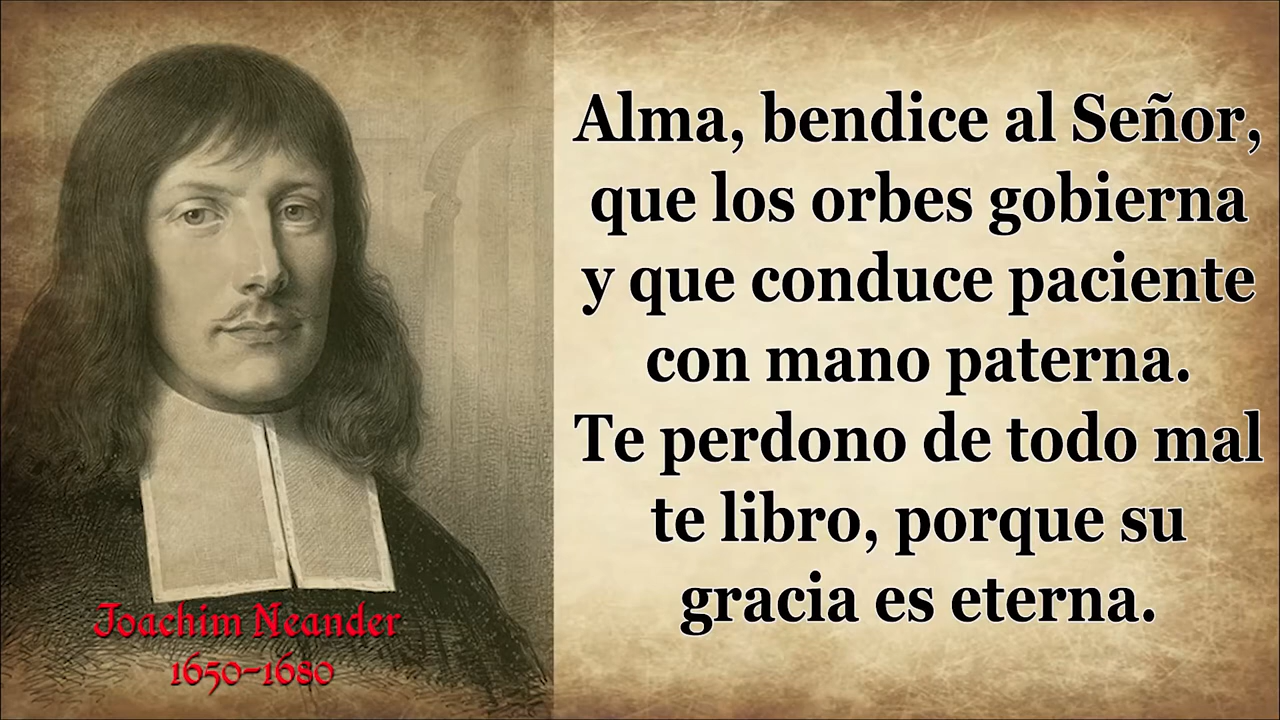 Alma, bendice al Señor,
que los orbes gobierna
y que conduce paciente
con mano paterna.
Te perdono de todo mal
te libro, porque su
gracia es eterna.
Joachim Neander
1650-1680